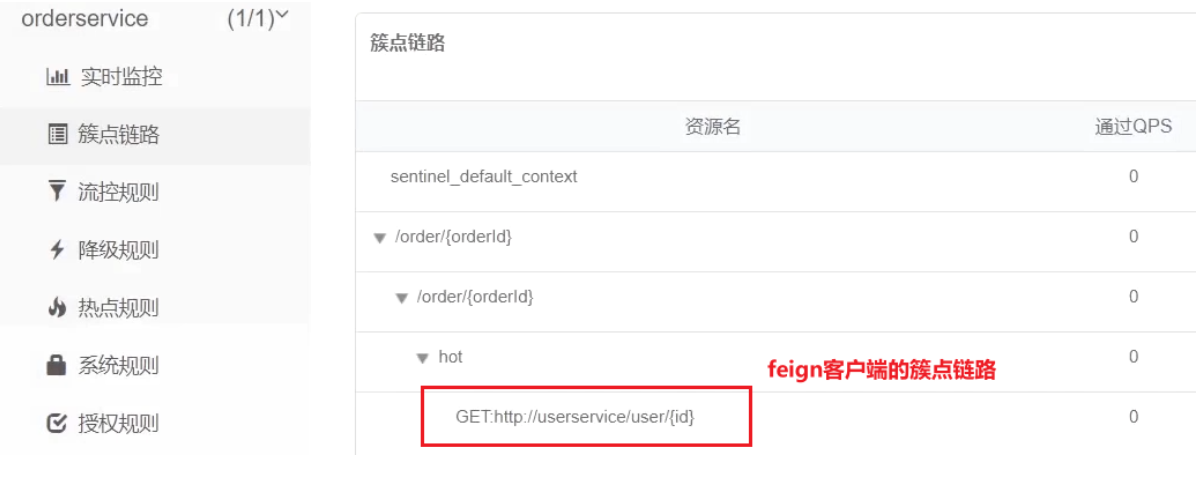 orderservice (1/1)
实时监控
簇点链路
流控规则
降级规则
热点规则
系统规则
授权规则
簇点链路
资源名 通过QPS
sentinel_default_context 0
/order/{orderId} 0
/order/{orderId} 0
hot 0
feign客户端的簇点链路
GET:http://userservice/user/{id} 0